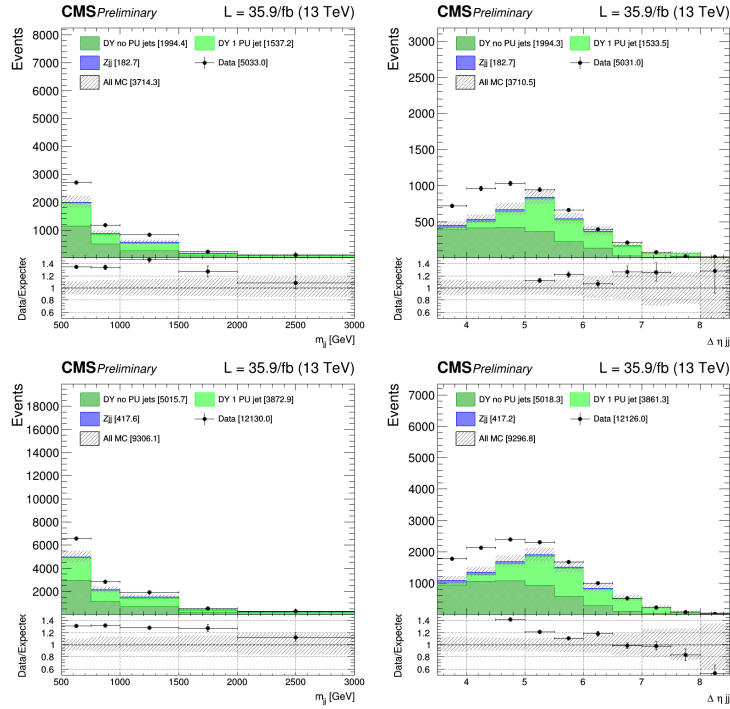 CMS Preliminary L = 35.9/fb (13 TeV)
Events
DY no PU jets [1994.4] DY 1 PU jet [1537.2]
Zjj [182.7] Data [5033.0]
All MC [3714.3]
8000
7000
6000
5000
4000
3000
2000
1000
Data/Expected
1.4
1.2
1
0.8
0.6
500 1000 1500 2000 2500 3000
m_jj [GeV]
CMS Preliminary L = 35.9/fb (13 TeV)
Events
DY no PU jets [1994.3] DY 1 PU jet [1533.5]
Zjj [182.7] Data [5031.0]
All MC [3710.5]
3000
2500
2000
1500
1000
500
Data/Expected
1.4
1.2
1
0.8
0.6
4 5 6 7 8
Δ η jj
CMS Preliminary L = 35.9/fb (13 TeV)
Events
DY no PU jets [5015.7] DY 1 PU jet [3872.9]
Zjj [417.6] Data [12130.0]
All MC [9306.1]
18000
16000
14000
12000
10000
8000
6000
4000
2000
Data/Expected
1.4
1.2
1
0.8
0.6
500 1000 1500 2000 2500 3000
m_jj [GeV]
CMS Preliminary L = 35.9/fb (13 TeV)
Events
DY no PU jets [5018.3] DY 1 PU jet [3861.3]
Zjj [417.2] Data [12126.0]
All MC [9296.8]
7000
6000
5000
4000
3000
2000
1000
Data/Expected
1.4
1.2
1
0.8
0.6
4 5 6 7 8
Δ η jj